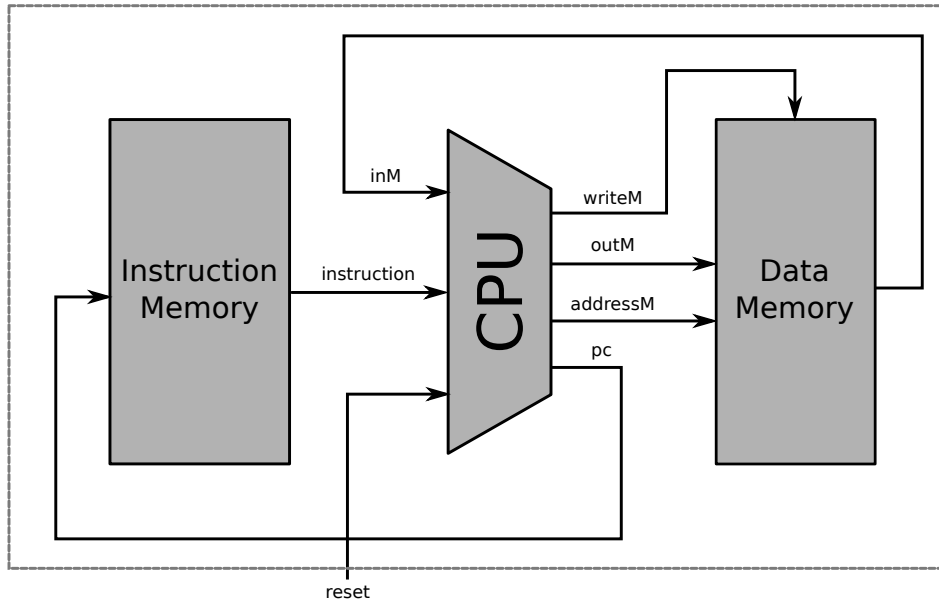 inM
writeM
outM
Instruction
Memory
instruction
CPU
Data
Memory
addressM
pc
reset